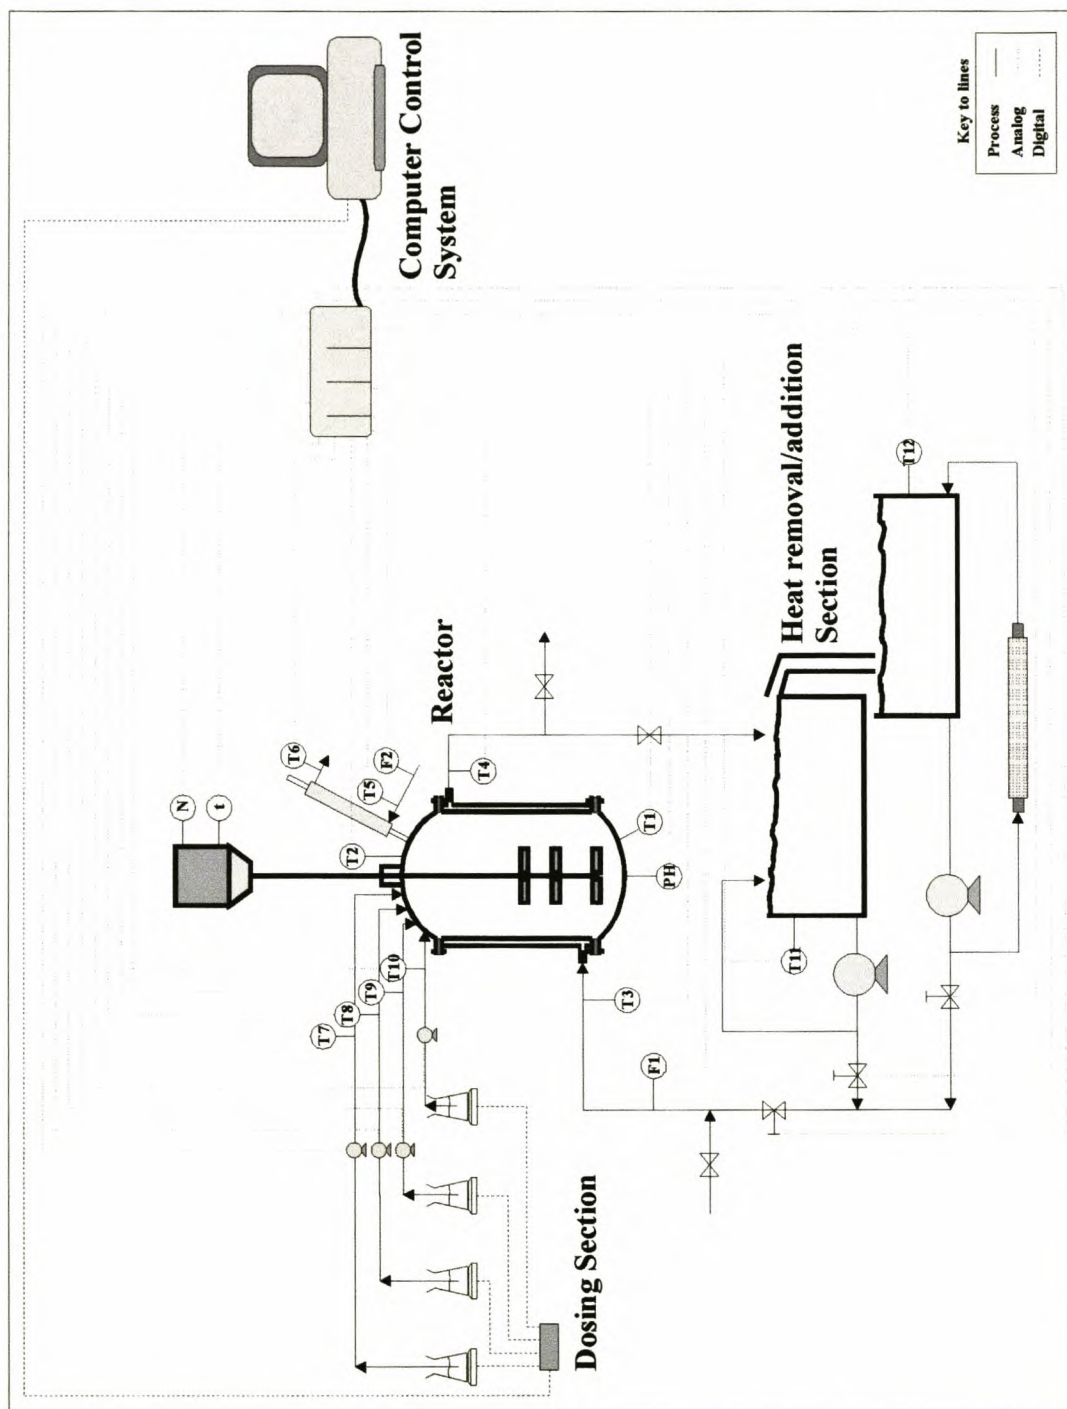 Computer Control
System
Key to lines
Process
Analog
Digital
N
t
T6
T5
F2
T2
Reactor
T4
T1
PH
T10
T9
T8
T7
T3
F1
Dosing Section
Heat removal/addition
Section
T11
T12